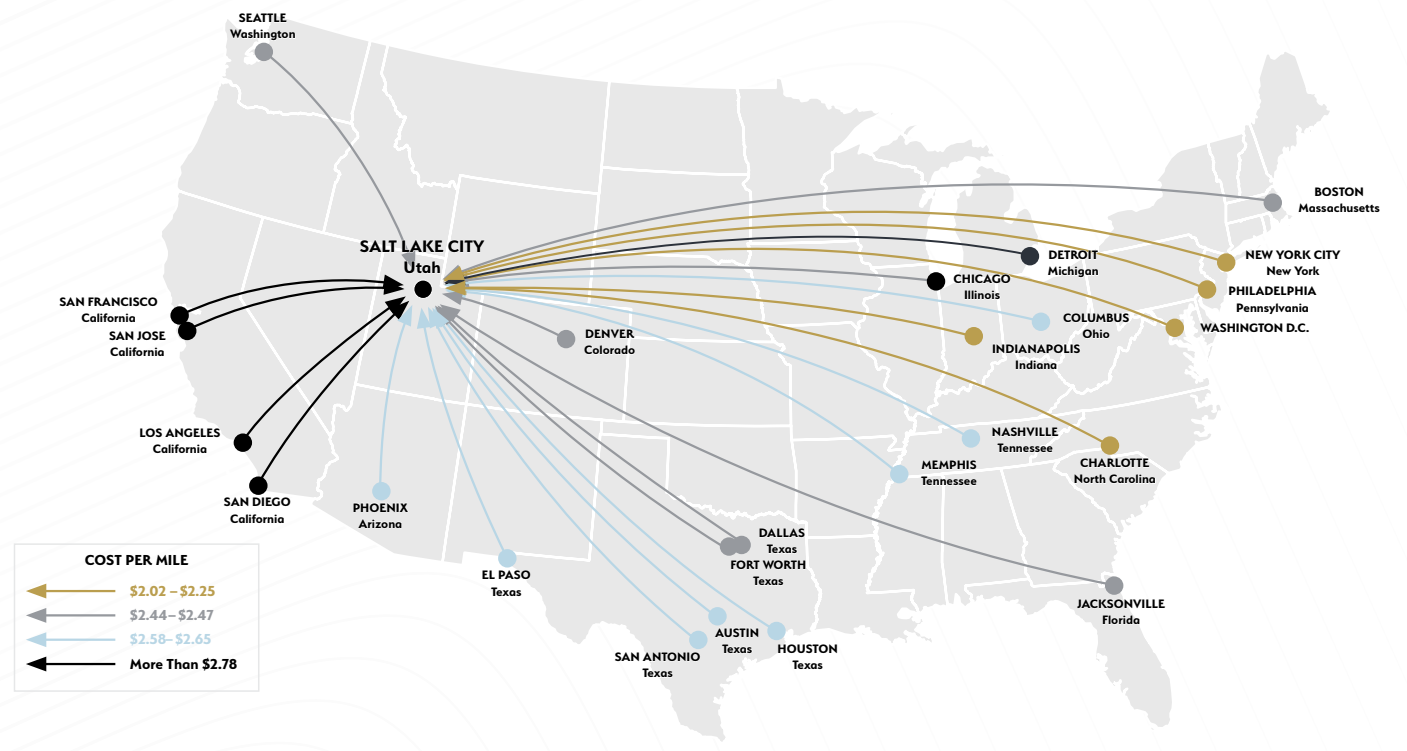 SEATTLE
Washington
SALT LAKE CITY
Utah
BOSTON
Massachusetts
NEW YORK CITY
New York
DETROIT
Michigan
CHICAGO
Illinois
PHILADELPHIA
Pennsylvania
COLUMBUS
Ohio
WASHINGTON D.C.
INDIANAPOLIS
Indiana
DENVER
Colorado
SAN FRANCISCO
California
SAN JOSE
California
LOS ANGELES
California
SAN DIEGO
California
PHOENIX
Arizona
NASHVILLE
Tennessee
MEMPHIS
Tennessee
CHARLOTTE
North Carolina
DALLAS
Texas
FORT WORTH
Texas
EL PASO
Texas
JACKSONVILLE
Florida
AUSTIN
Texas
HOUSTON
Texas
SAN ANTONIO
Texas
COST PER MILE
$2.02 – $2.25
$2.44– $2.47
$2.58– $2.65
More Than $2.78